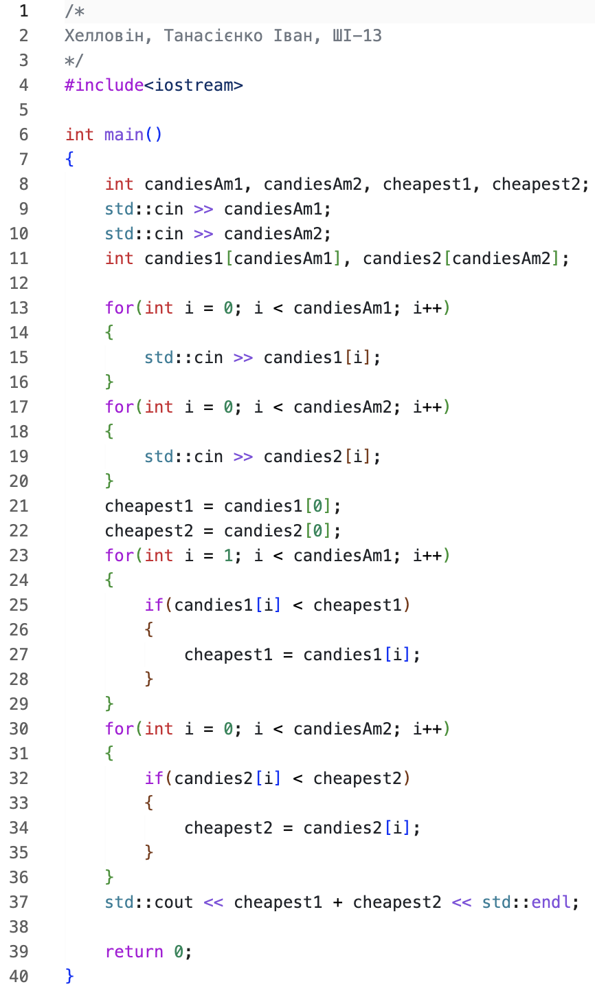 1 /*
2 Хелловін, Танасієнко Іван, ШІ-13
3 */
4 #include<iostream>
5
6 int main()
7 {
8     int candiesAm1, candiesAm2, cheapest1, cheapest2;
9     std::cin >> candiesAm1;
10     std::cin >> candiesAm2;
11     int candies1[candiesAm1], candies2[candiesAm2];
12
13     for(int i = 0; i < candiesAm1; i++)
14     {
15         std::cin >> candies1[i];
16     }
17     for(int i = 0; i < candiesAm2; i++)
18     {
19         std::cin >> candies2[i];
20     }
21     cheapest1 = candies1[0];
22     cheapest2 = candies2[0];
23     for(int i = 1; i < candiesAm1; i++)
24     {
25         if(candies1[i] < cheapest1)
26         {
27             cheapest1 = candies1[i];
28         }
29     }
30     for(int i = 0; i < candiesAm2; i++)
31     {
32         if(candies2[i] < cheapest2)
33         {
34             cheapest2 = candies2[i];
35         }
36     }
37     std::cout << cheapest1 + cheapest2 << std::endl;
38
39     return 0;
40 }